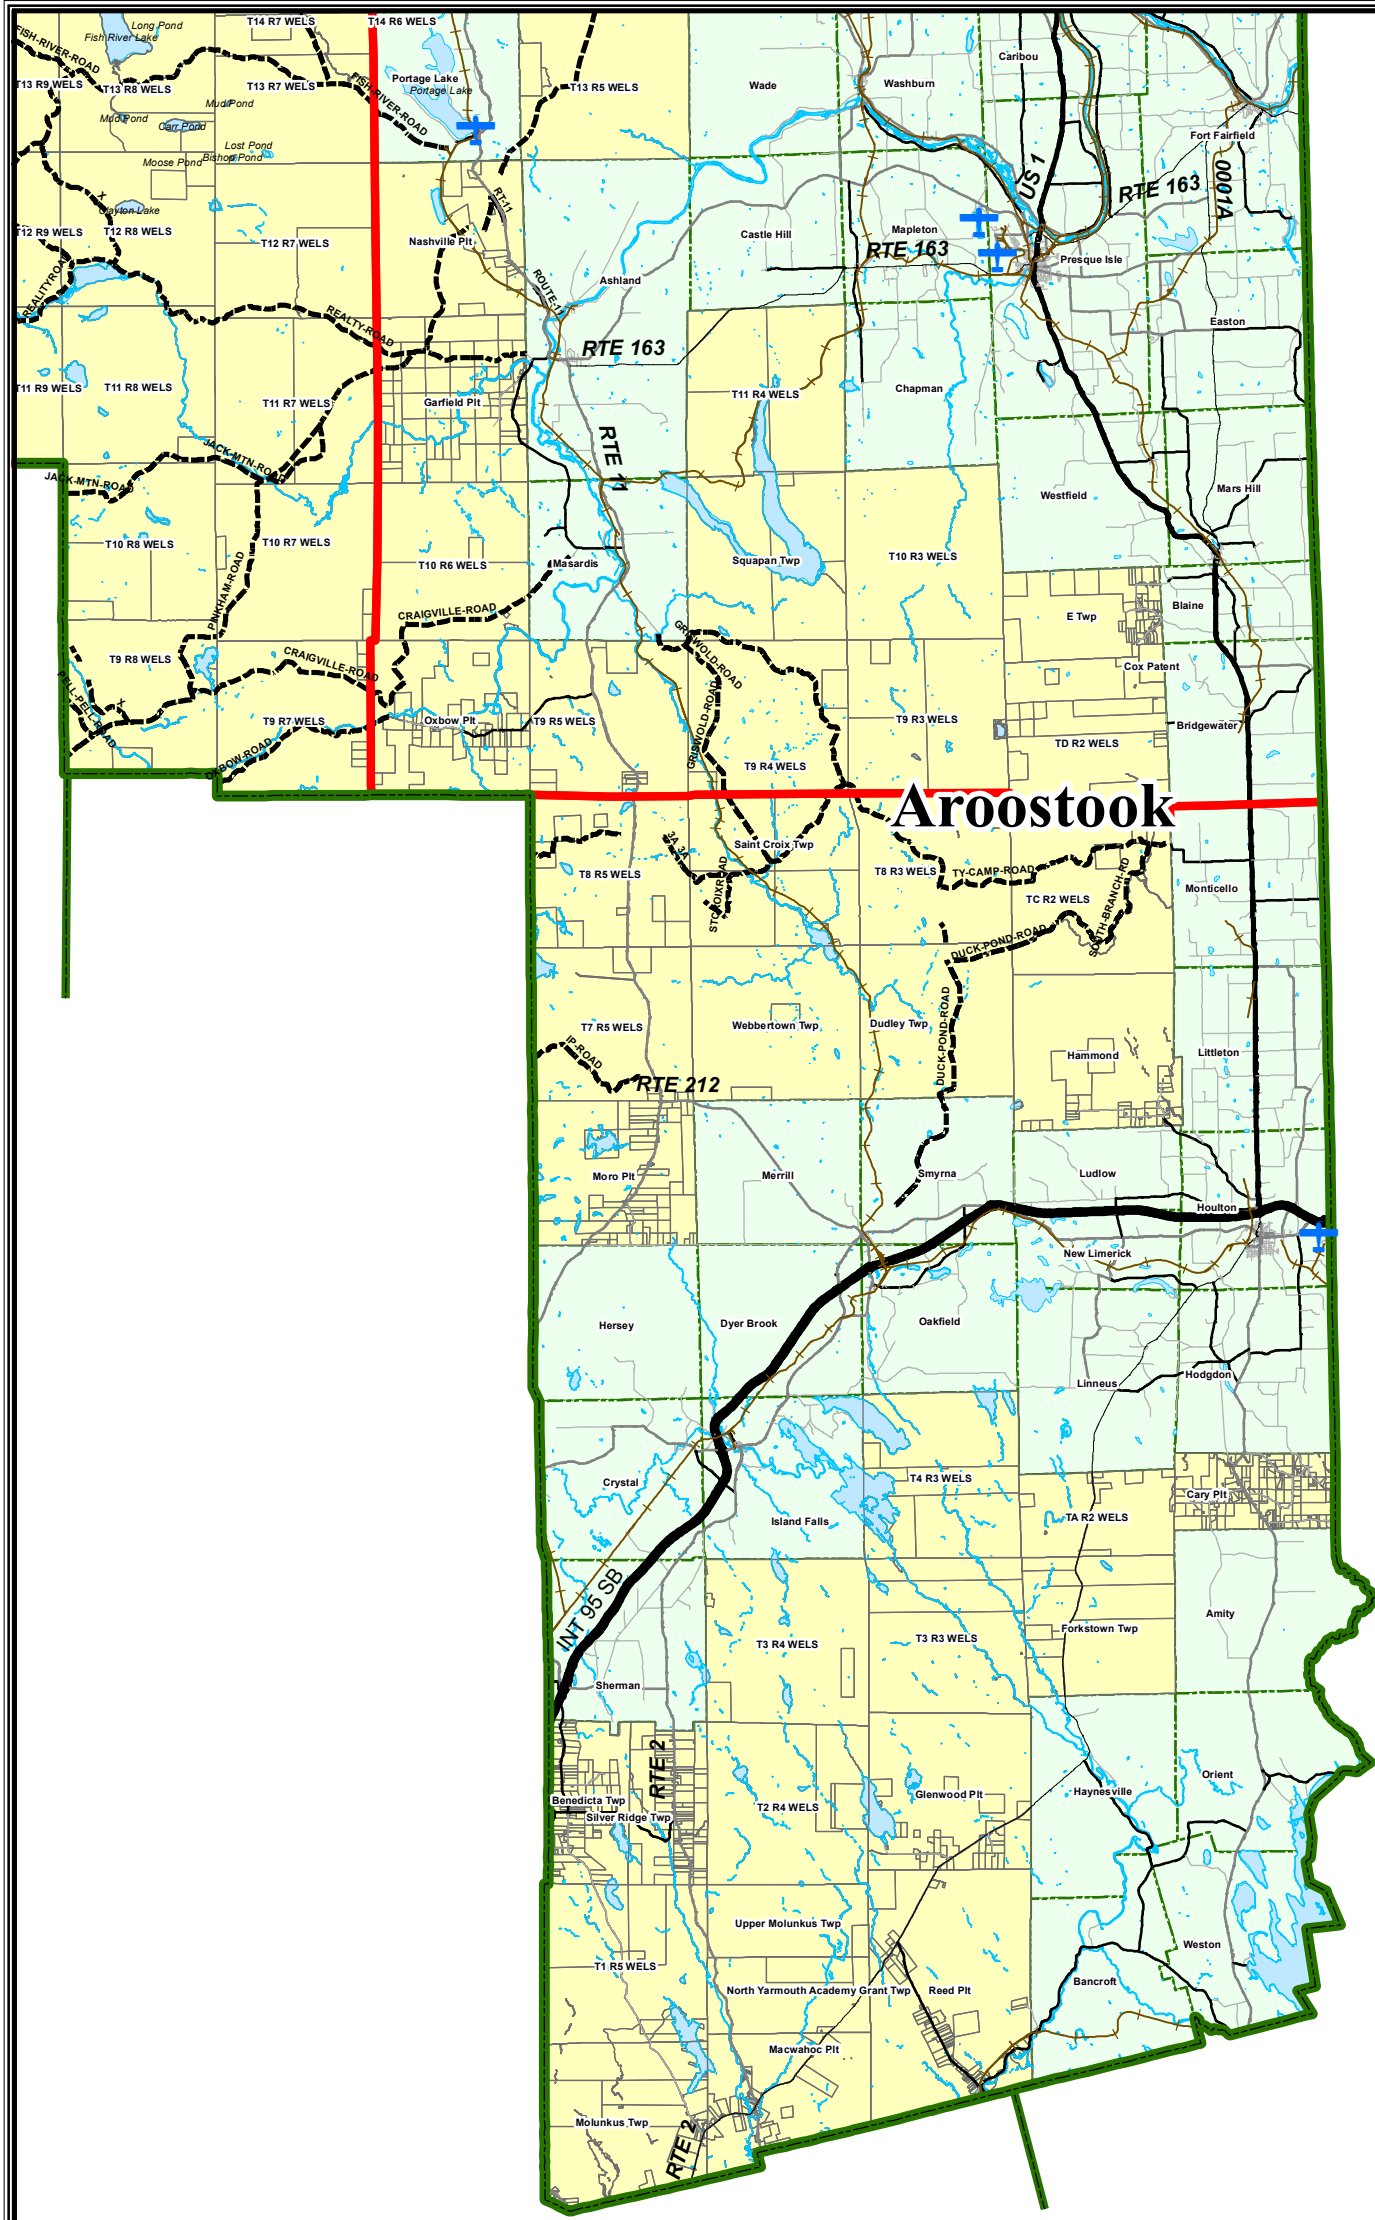 Long Pond
Fish River Lake
T14 R7 WELS
T14 R6 WELS
FISH-RIVER-ROAD
T13 R9 WELS
T13 R8 WELS
T13 R7 WELS
FISH-RIVER-ROAD
Portage Lake
Portage Lake
T13 R5 WELS
Wade
Washburn
Caribou
Fort Fairfield
Mud Pond
Mud Pond
Carr Pond
Lost Pond
Moose Pond
Bishop Pond
Clayton Lake
T12 R9 WELS
T12 R8 WELS
T12 R7 WELS
RT-11
Nashville Plt
Castle Hill
Mapleton
RTE 163
US 1
RTE 163
0001A
Presque Isle
REALITYROAD
REALTY-ROAD
ROUTE-11
Ashland
Easton
RTE 163
T11 R9 WELS
T11 R8 WELS
T11 R7 WELS
Garfield Plt
T11 R4 WELS
Chapman
RTE 11
JACK-MTN-ROAD
JACK-MTN-ROAD
Westfield
Mars Hill
T10 R8 WELS
T10 R7 WELS
T10 R6 WELS
Masardis
Squapan Twp
T10 R3 WELS
PINKHAM-ROAD
CRAIGVILLE-ROAD
E Twp
Blaine
GRISWOLD-ROAD
T9 R8 WELS
CRAIGVILLE-ROAD
Cox Patent
PELL-PELL-ROAD
T9 R7 WELS
Oxbow Plt
T9 R5 WELS
GRISWOLD-ROAD
T9 R3 WELS
Bridgewater
OXBOW-ROAD
T9 R4 WELS
TD R2 WELS
Aroostook
3A 3A
Saint Croix Twp
T8 R5 WELS
T8 R3 WELS
TY-CAMP-ROAD
STCROIXROAD
TC R2 WELS
SOUTH-BRANCH-RD
Monticello
DUCK-POND-ROAD
T7 R5 WELS
Webbertown Twp
Dudley Twp
DUCK-POND-ROAD
IP-ROAD
Hammond
Littleton
RTE 212
Moro Plt
Merrill
Smyrna
Ludlow
Houlton
New Limerick
Hersey
Dyer Brook
Oakfield
Linneus
Hodgdon
Crystal
T4 R3 WELS
Cary Plt
Island Falls
TA R2 WELS
INT 95 SB
Amity
T3 R4 WELS
T3 R3 WELS
Forkstown Twp
Sherman
RTE 2
Orient
Benedicta Twp
Silver Ridge Twp
T2 R4 WELS
Glenwood Plt
Haynesville
Upper Molunkus Twp
Weston
T1 R5 WELS
North Yarmouth Academy Grant Twp
Reed Plt
Bancroft
Macwahoc Plt
Molunkus Twp
RTE 2